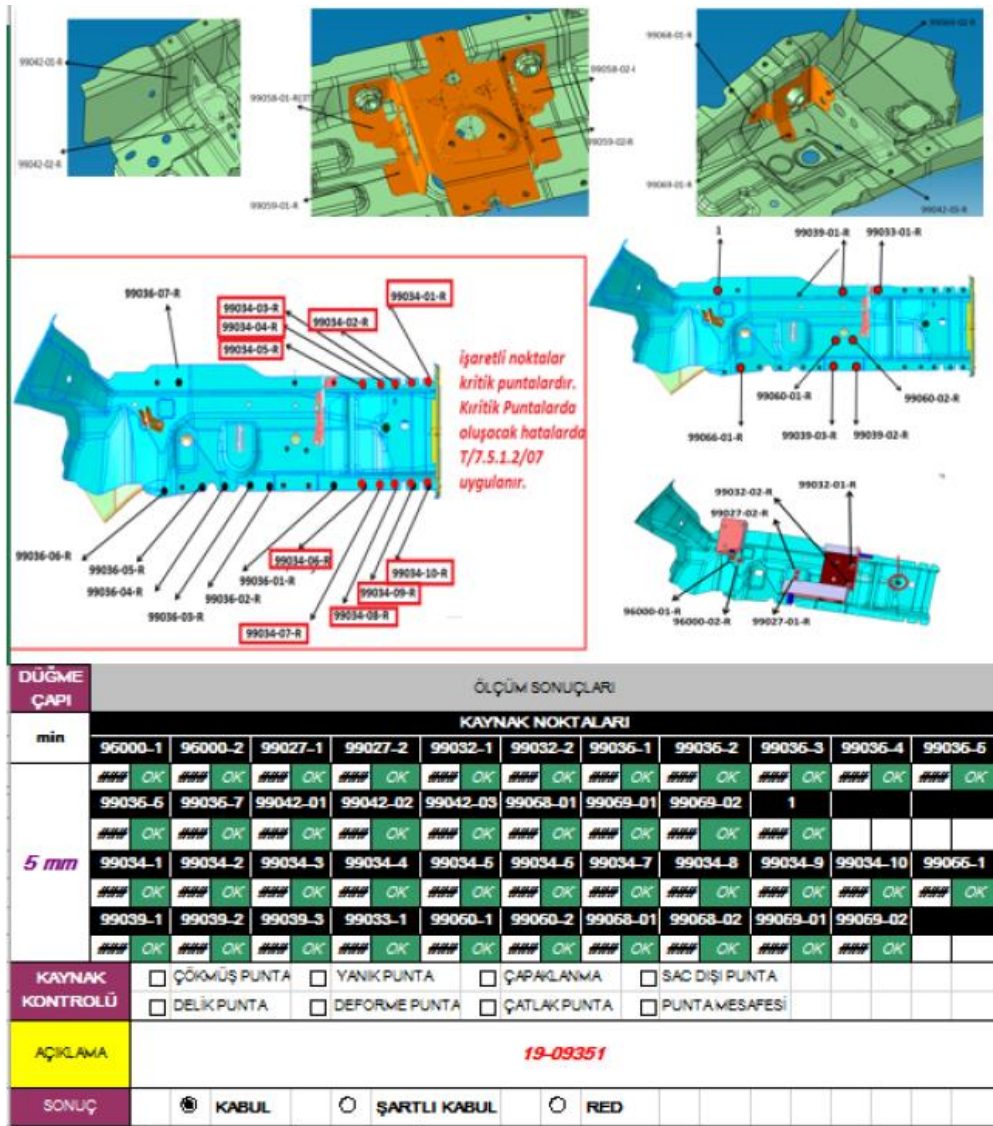 99042-01-R
99042-02-R
99058-01-R
99058-02-
99059-02-R
99059-01-R
99068-01-R
99069-01-R
99042-03-R
1
99039-01-R
99033-01-R
99060-01-R
99060-02-R
99066-01-R
99039-03-R
99039-02-R
99036-07-R
99034-03-R
99034-04-R
99034-05-R
99034-02-R
99034-01-R
işaretli noktalar
kritik puntalardır.
Kıritik Puntalarda
oluşacak hatalarda
T/7.5.1.2/07
uygulanır.
99036-06-R
99036-05-R
99036-04-R
99036-03-R
99036-02-R
99036-01-R
99034-06-R
99034-07-R
99034-08-R
99034-09-R
99034-10-R
99032-02-R
99032-01-R
99027-02-R
96000-01-R
96000-02-R
99027-01-R
DÜĞME ÇAPI
ÖLÇÜM SONUÇLARI
min
KAYNAK NOKTALARI
96000-1 96000-2 99027-1 99027-2 99032-1 99032-2 99036-1 99036-2 99036-3 99036-4 99036-5
### OK ### OK ### OK ### OK ### OK ### OK ### OK ### OK ### OK ### OK ### OK
99036-6 99036-7 99042-01 99042-02 99042-03 99068-01 99069-01 99069-02 1
### OK ### OK ### OK ### OK ### OK ### OK ### OK ### OK ### OK
5 mm
99034-1 99034-2 99034-3 99034-4 99034-5 99034-6 99034-7 99034-8 99034-9 99034-10 99066-1
### OK ### OK ### OK ### OK ### OK ### OK ### OK ### OK ### OK ### OK ### OK
99039-1 99039-2 99039-3 99033-1 99060-1 99060-2 99068-01 99068-02 99069-01 99069-02
### OK ### OK ### OK ### OK ### OK ### OK ### OK ### OK ### OK ### OK
KAYNAK KONTROLÜ
ÇÖKMÜŞ PUNTA YANIK PUNTA ÇAPAKLANMA SAC DIŞI PUNTA
DELİK PUNTA DEFORME PUNTA ÇATLAK PUNTA PUNTA MESAFESİ
AÇIKLAMA
19-09351
SONUÇ
KABUL ŞARTLI KABUL RED